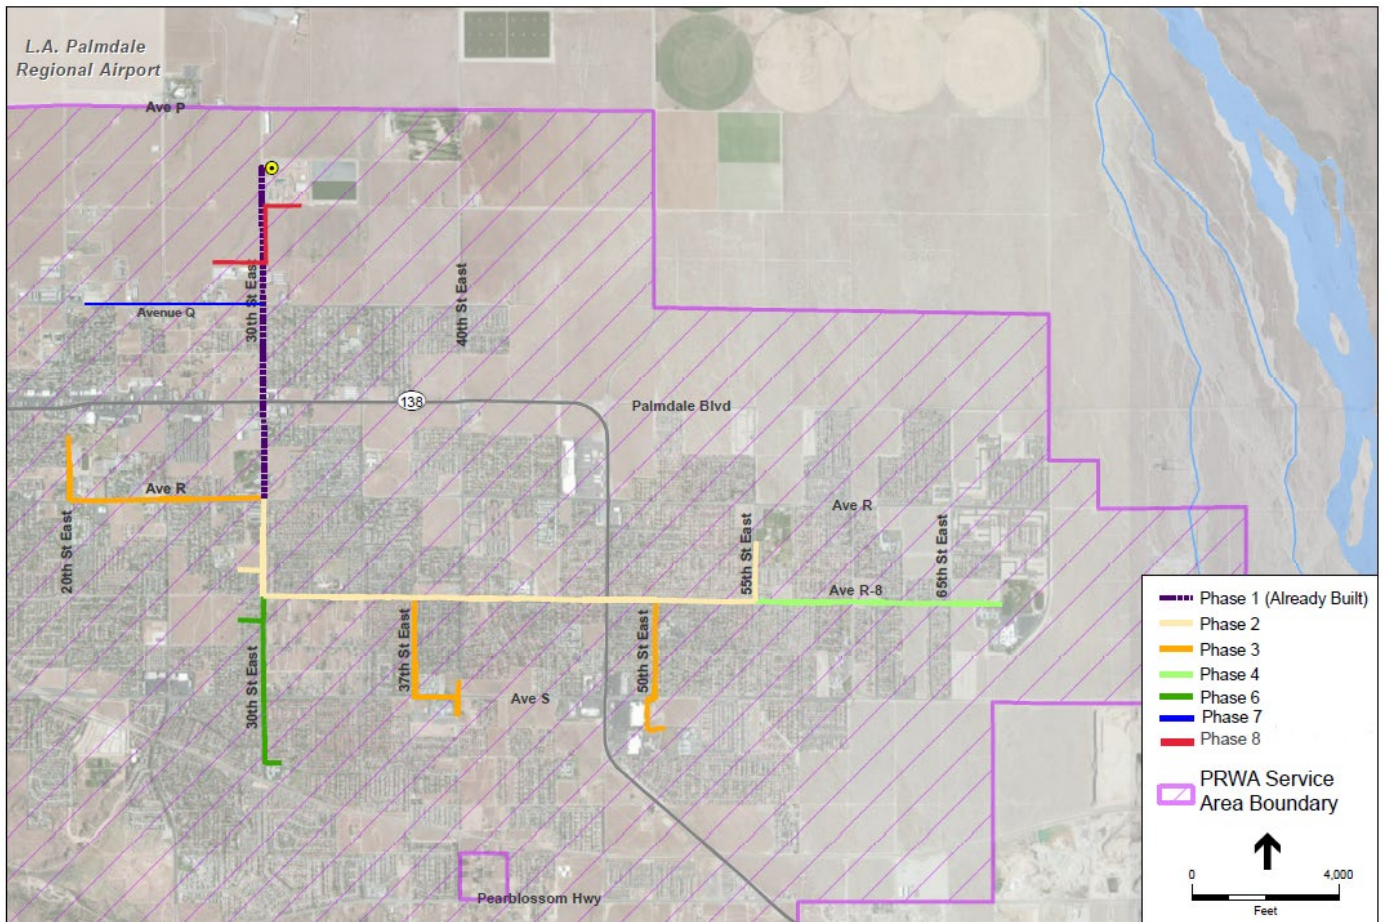 L.A. Palmdale
Regional Airport
Ave P
30th St East
40th St East
Avenue Q
138
Palmdale Blvd
Ave R
Ave R
20th St East
55th St East
65th St East
Ave R-8
37th St East
50th St East
30th St East
Ave S
Pearblossom Hwy
Phase 1 (Already Built)
Phase 2
Phase 3
Phase 4
Phase 6
Phase 7
Phase 8
PRWA Service
Area Boundary
0 4,000
Feet